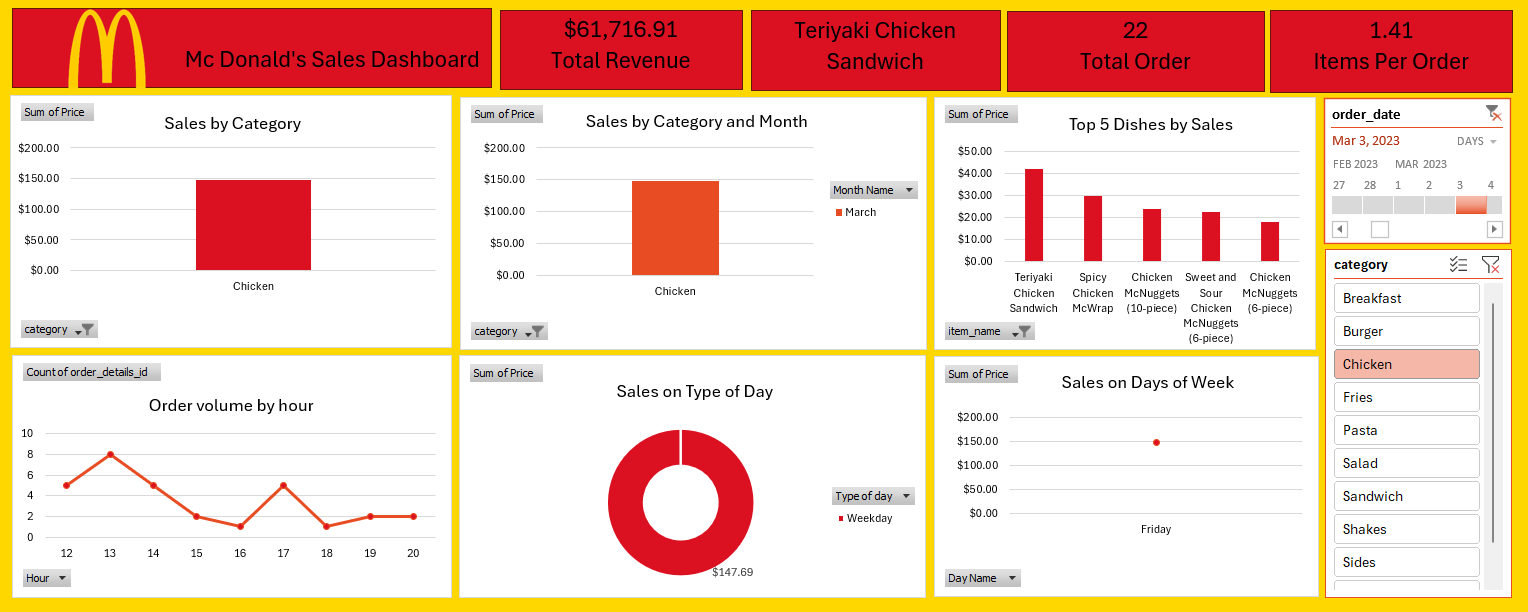 Mc Donald's Sales Dashboard
$61,716.91
Total Revenue
Teriyaki Chicken
Sandwich
22
Total Order
1.41
Items Per Order
Sum of Price
Sales by Category
$200.00
$150.00
$100.00
$50.00
$0.00
Chicken
category
Sum of Price
Sales by Category and Month
$200.00
$150.00
$100.00
$50.00
$0.00
Chicken
Month Name
March
category
Sum of Price
Top 5 Dishes by Sales
$50.00
$40.00
$30.00
$20.00
$10.00
$0.00
Teriyaki
Chicken
Sandwich
Spicy
Chicken
McWrap
Chicken
McNuggets
(10-piece)
Sweet and
Sour
Chicken
McNuggets
(6-piece)
Chicken
McNuggets
(6-piece)
item_name
order_date
Mar 3, 2023
DAYS
FEB 2023 MAR 2023
27 28 1 2 3 4
category
Breakfast
Burger
Chicken
Fries
Pasta
Salad
Sandwich
Shakes
Sides
Count of order_details_id
Order volume by hour
10
8
6
4
2
0
12 13 14 15 16 17 18 19 20
Hour
Sum of Price
Sales on Type of Day
Type of day
Weekday
$147.69
Sum of Price
Sales on Days of Week
$200.00
$150.00
$100.00
$50.00
$0.00
Friday
Day Name